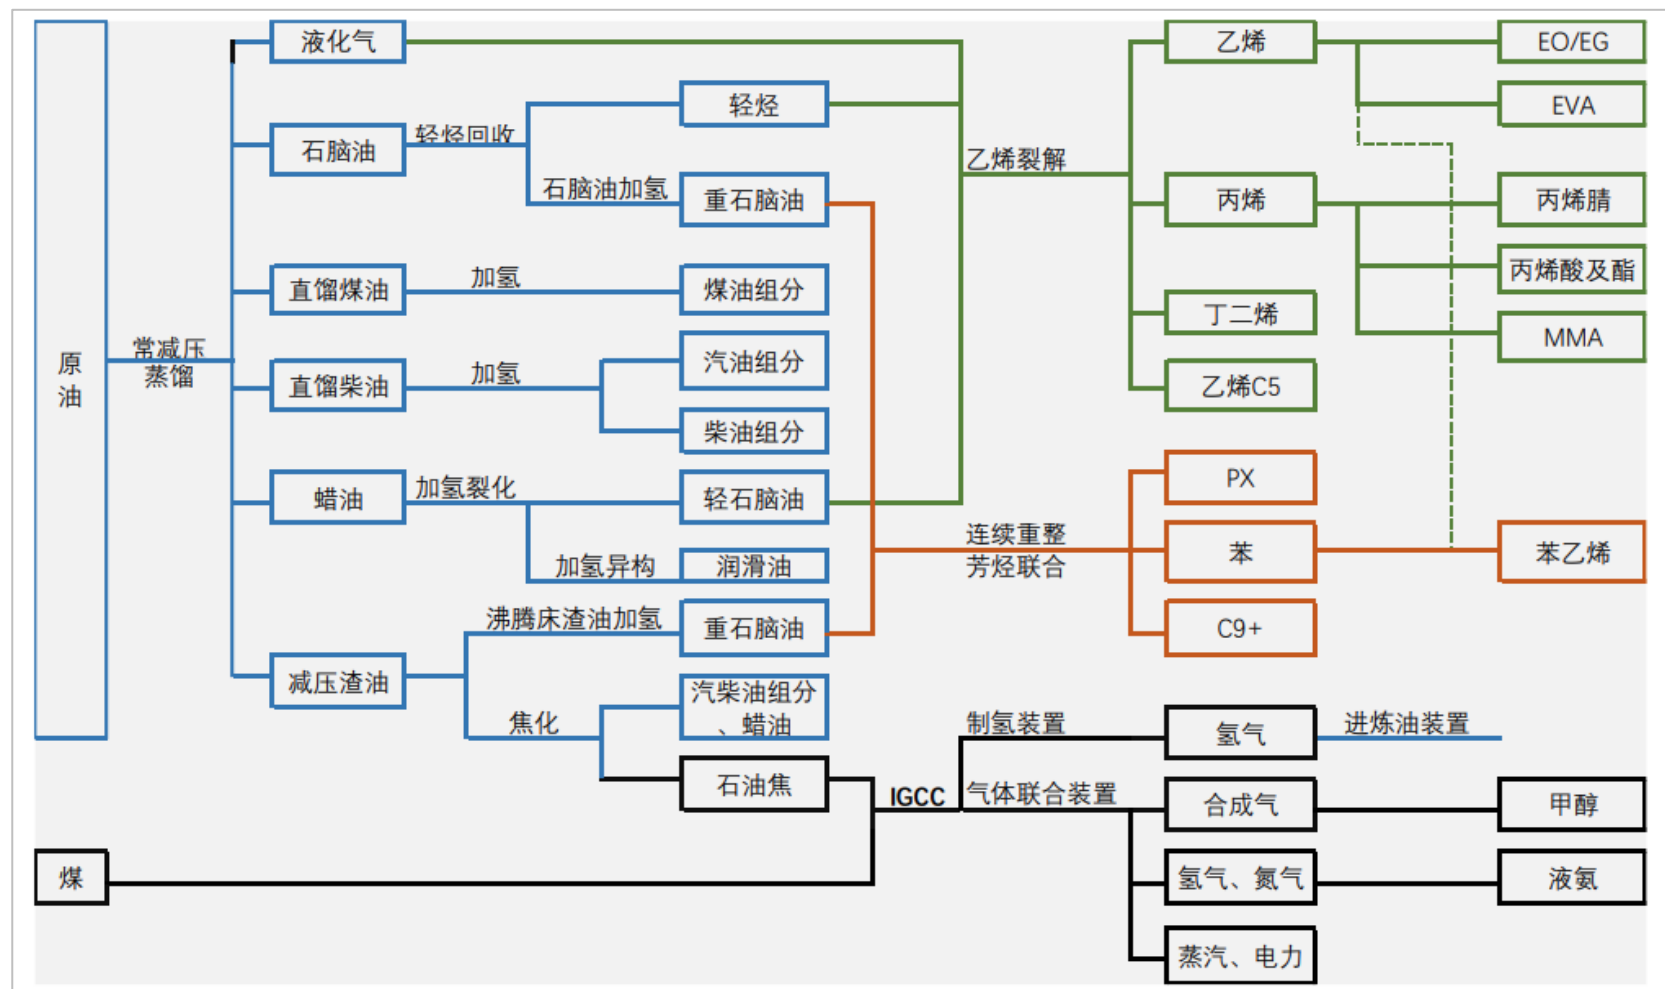 液化气
乙烯
EO/EG
轻烃
EVA
石脑油
轻烃回收
乙烯裂解
石脑油加氢
重石脑油
丙烯
丙烯腈
直馏煤油
加氢
煤油组分
丙烯酸及酯
丁二烯
MMA
原
油
常减压
蒸馏
直馏柴油
加氢
汽油组分
乙烯C5
柴油组分
蜡油
加氢裂化
轻石脑油
PX
连续重整
芳烃联合
苯
苯乙烯
加氢异构
润滑油
沸腾床渣油加氢
重石脑油
C9+
减压渣油
焦化
汽柴油组分
、蜡油
制氢装置
氢气
进炼油装置
石油焦
IGCC
气体联合装置
合成气
甲醇
煤
氢气、氮气
液氨
蒸汽、电力